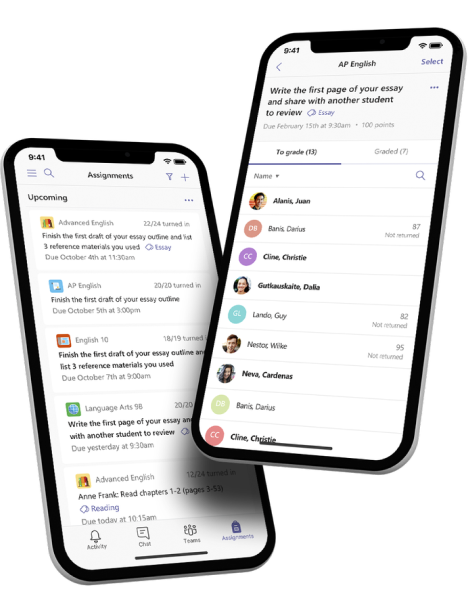 9:41
Assignments
Upcoming
Advanced English 22/24 turned in
Finish the first draft of your essay outline and list
3 reference materials you used Essay
Due October 4th at 11:30am
AP English 20/20 turned in
Finish the first draft of your essay outline
Due October 5th at 3:00pm
English 10 18/19 turned in
Finish the first draft of your essay outline and
list 3 reference materials you used
Due October 7th at 9:00am
Language Arts 98 20/20
Write the first page of your
with another student to review
Due yesterday at 9:30am
Advanced English 12/24 turned in
Anne Frank: Read chapters 1-2 (pages 3-53)
Reading
Due today at 10:15am
Activity
Chat
Teams
Assignments
9:41
AP English Select
Write the first page of your essay
and share with another student
to review Essay
Due February 15th at 9:30am • 100 points
To grade (13) Graded (7)
Name
Alanis, Juan
DB Banis, Darius 87
Not returned
CC Cline, Christie
Gutkauskaite, Dalia
GL Lando, Guy 82
Not returned
Nestor, Wilke 95
Not returned
Neva, Cardenas
DB Banis, Darius
CC Cline, Christie